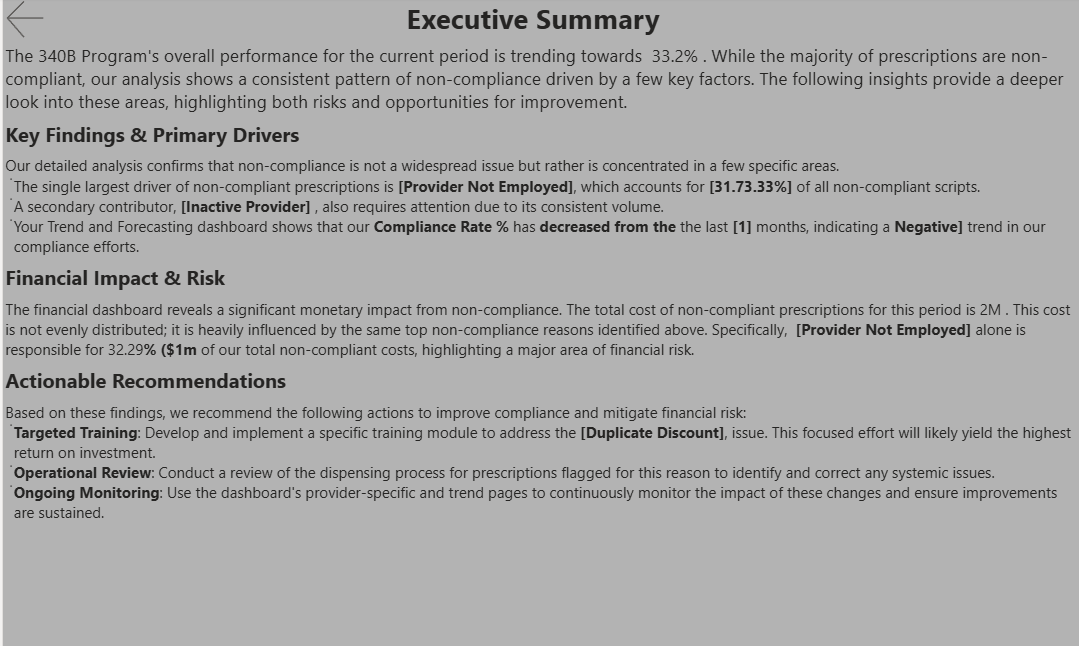 Executive Summary
The 340B Program's overall performance for the current period is trending towards  33.2% . While the majority of prescriptions are non-
compliant, our analysis shows a consistent pattern of non-compliance driven by a few key factors. The following insights provide a deeper
look into these areas, highlighting both risks and opportunities for improvement.
Key Findings & Primary Drivers
Our detailed analysis confirms that non-compliance is not a widespread issue but rather is concentrated in a few specific areas.
·The single largest driver of non-compliant prescriptions is [Provider Not Employed], which accounts for [31.73.33%] of all non-compliant scripts.
·A secondary contributor, [Inactive Provider] , also requires attention due to its consistent volume.
·Your Trend and Forecasting dashboard shows that our Compliance Rate % has decreased from the the last [1] months, indicating a Negative] trend in our
compliance efforts.
Financial Impact & Risk
The financial dashboard reveals a significant monetary impact from non-compliance. The total cost of non-compliant prescriptions for this period is 2M . This cost
is not evenly distributed; it is heavily influenced by the same top non-compliance reasons identified above. Specifically,  [Provider Not Employed] alone is
responsible for 32.29% ($1m of our total non-compliant costs, highlighting a major area of financial risk.
Actionable Recommendations
Based on these findings, we recommend the following actions to improve compliance and mitigate financial risk:
·Targeted Training: Develop and implement a specific training module to address the [Duplicate Discount], issue. This focused effort will likely yield the highest
return on investment.
·Operational Review: Conduct a review of the dispensing process for prescriptions flagged for this reason to identify and correct any systemic issues.
·Ongoing Monitoring: Use the dashboard's provider-specific and trend pages to continuously monitor the impact of these changes and ensure improvements
are sustained.